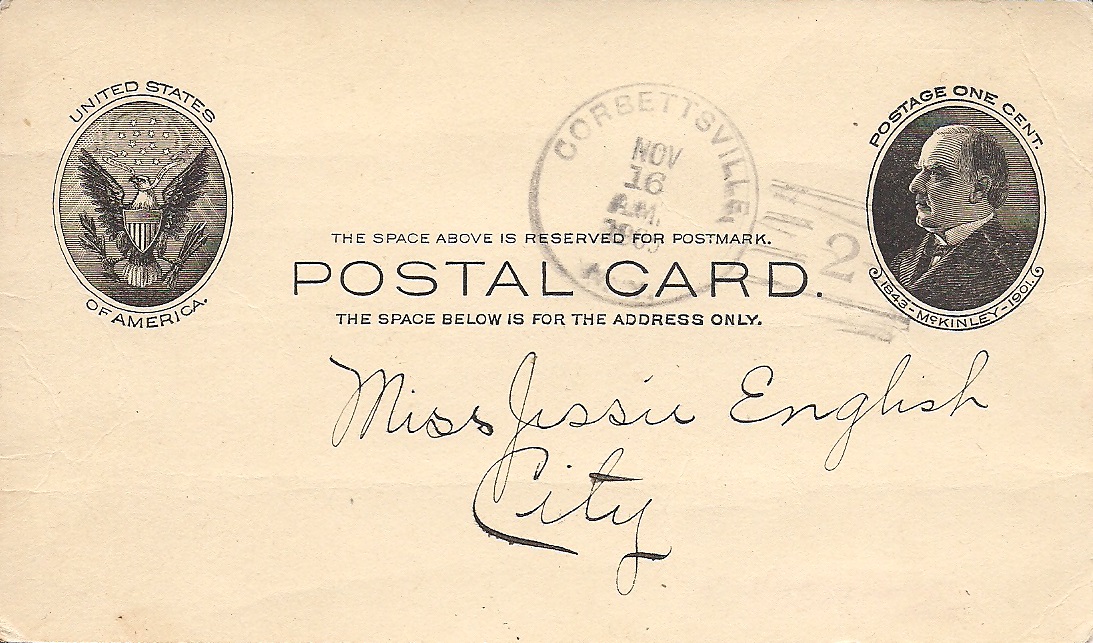 UNITED STATES
OF AMERICA.
CORBETTSVILLE
NOV
16
A.M.
2
POSTAGE ONE CENT.
1843-McKINLEY-1901.
THE SPACE ABOVE IS RESERVED FOR POSTMARK.
POSTAL CARD.
THE SPACE BELOW IS FOR THE ADDRESS ONLY.
Miss Jessie English
City